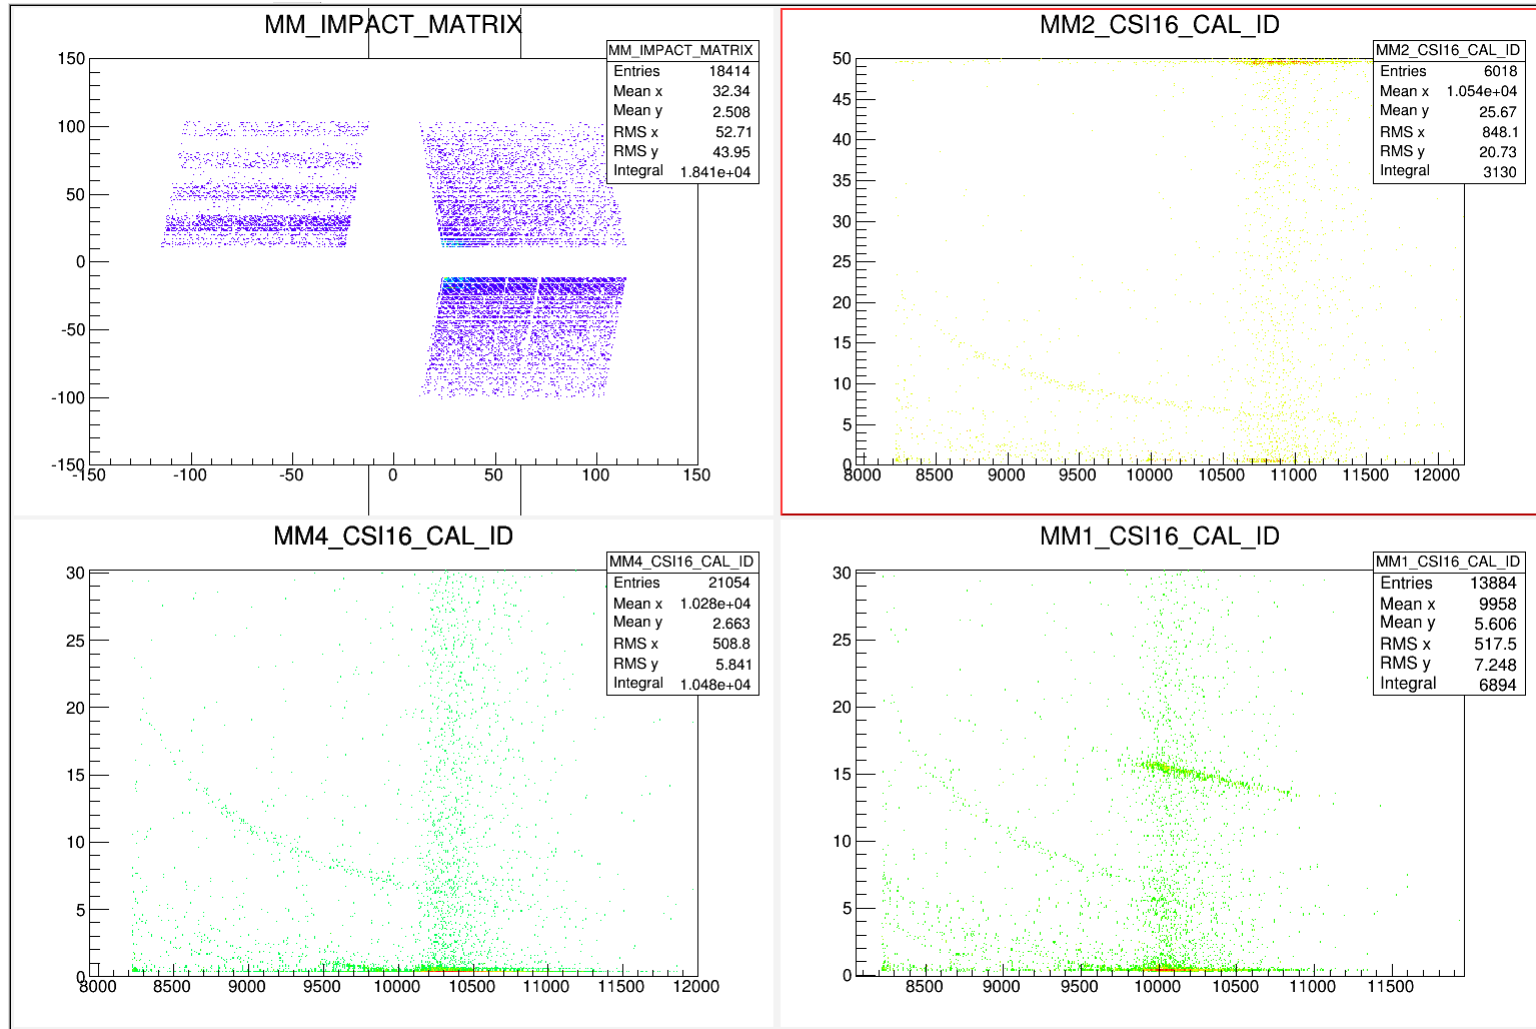 MM_IMPACT_MATRIX
MM_IMPACT_MATRIX
Entries 18414
Mean x 32.34
Mean y 2.508
RMS x 52.71
RMS y 43.95
Integral 1.841e+04
150
100
50
0
-50
-100
-150
-150 -100 -50 0 50 100 150
MM2_CSI16_CAL_ID
MM2_CSI16_CAL_ID
Entries 6018
Mean x 1.054e+04
Mean y 25.67
RMS x 848.1
RMS y 20.73
Integral 3130
50
45
40
35
30
25
20
15
10
5
0
8000 8500 9000 9500 10000 10500 11000 11500 12000
MM4_CSI16_CAL_ID
MM4_CSI16_CAL_ID
Entries 21054
Mean x 1.028e+04
Mean y 2.663
RMS x 508.8
RMS y 5.841
Integral 1.048e+04
30
25
20
15
10
5
0
8000 8500 9000 9500 10000 10500 11000 11500 12000
MM1_CSI16_CAL_ID
MM1_CSI16_CAL_ID
Entries 13884
Mean x 9958
Mean y 5.606
RMS x 517.5
RMS y 7.248
Integral 6894
30
25
20
15
10
5
0
8500 9000 9500 10000 10500 11000 11500